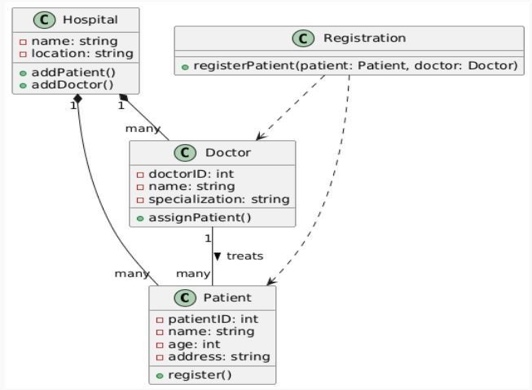 C Hospital
name: string
location: string
addPatient()
addDoctor()
C Registration
registerPatient(patient: Patient, doctor: Doctor)
1
1
many
C Doctor
doctorID: int
name: string
specialization: string
assignPatient()
1
treats
many
many
C Patient
patientID: int
name: string
age: int
address: string
register()